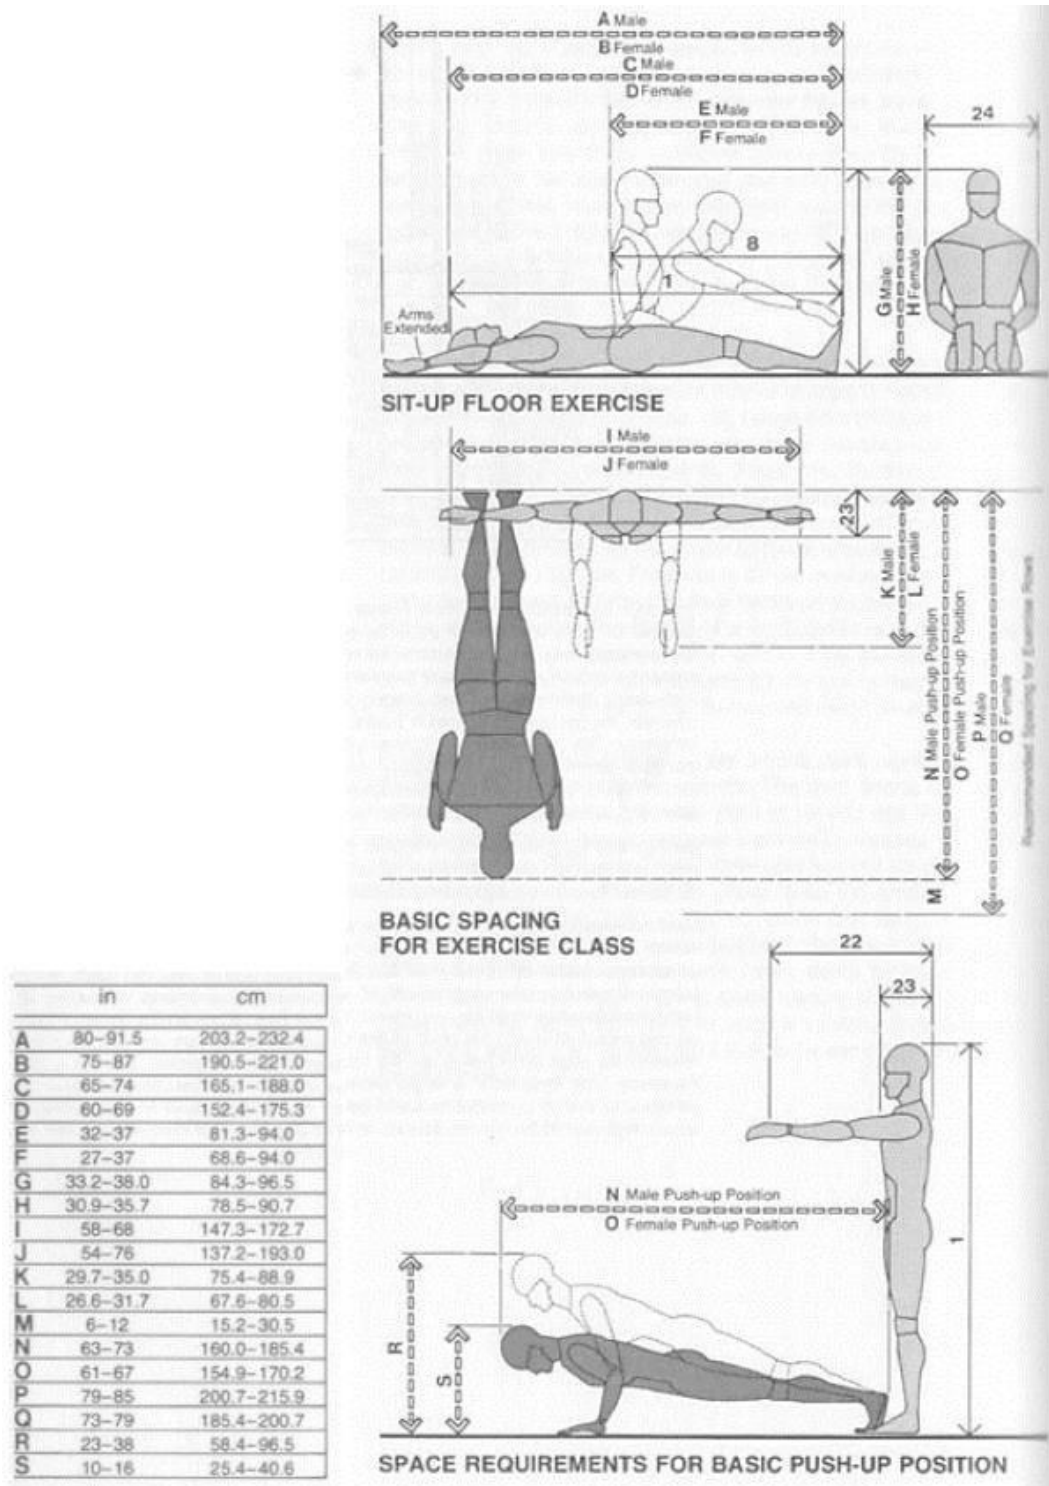 A Male
B Female
C Male
D Female
E Male
F Female
24
8
1
G Male
H Female
Arms
Extended
SIT-UP FLOOR EXERCISE
I Male
J Female
23
K Male
L Female
N Male Push-up Position
O Female Push-up Position
P Male
Q Female
Recommended Spacing for Exercise Rows
M
BASIC SPACING
FOR EXERCISE CLASS
22
23
N Male Push-up Position
O Female Push-up Position
1
R
S
SPACE REQUIREMENTS FOR BASIC PUSH-UP POSITION
in cm
A 80–91.5 203.2–232.4
B 75–87 190.5–221.0
C 65–74 165.1–188.0
D 60–69 152.4–175.3
E 32–37 81.3–94.0
F 27–37 68.6–94.0
G 33.2–38.0 84.3–96.5
H 30.9–35.7 78.5–90.7
I 58–68 147.3–172.7
J 54–76 137.2–193.0
K 29.7–35.0 75.4–88.9
L 26.6–31.7 67.6–80.5
M 6–12 15.2–30.5
N 63–73 160.0–185.4
O 61–67 154.9–170.2
P 79–85 200.7–215.9
Q 73–79 185.4–200.7
R 23–38 58.4–96.5
S 10–16 25.4–40.6